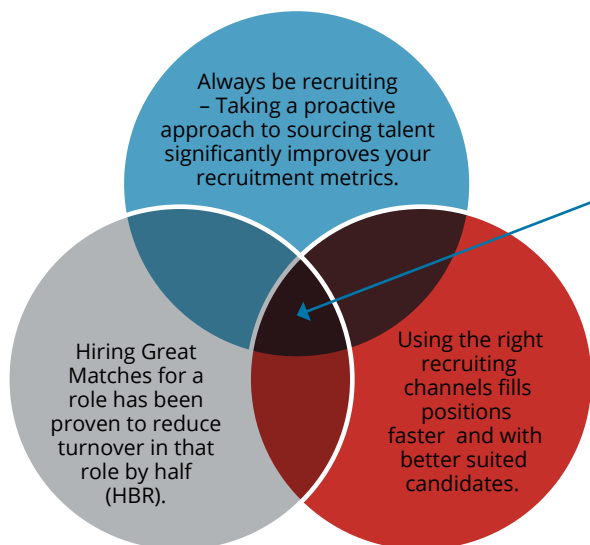 Always be recruiting
– Taking a proactive
approach to sourcing talent
significantly improves your
recruitment metrics.
Hiring Great
Matches for a
role has been
proven to reduce
turnover in that
role by half
(HBR).
Using the right
recruiting
channels fills
positions
faster  and with
better suited
candidates.